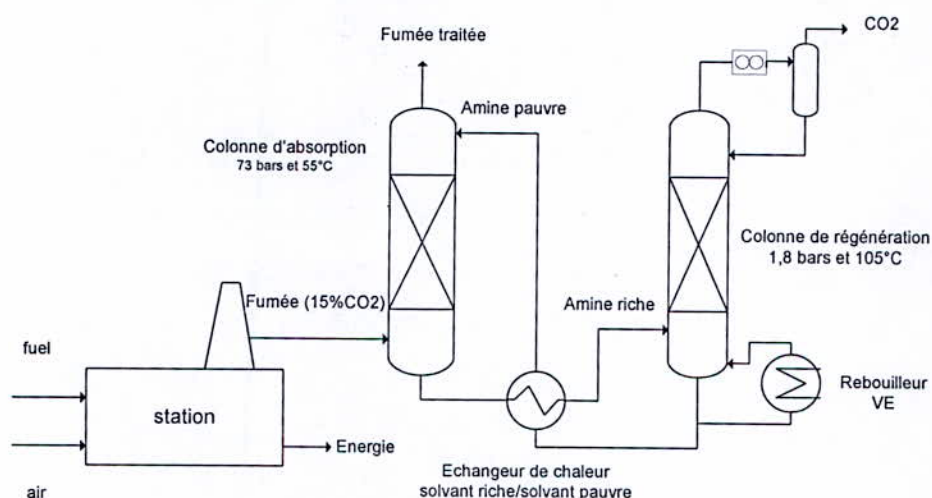 CO2
Fumée traitée
Amine pauvre
Colonne d'absorption
73 bars et 55°C
Colonne de régénération
1,8 bars et 105°C
Fumée (15%CO2)
Amine riche
fuel
station
Rebouilleur
VE
Energie
Echangeur de chaleur
solvant riche/solvant pauvre
air